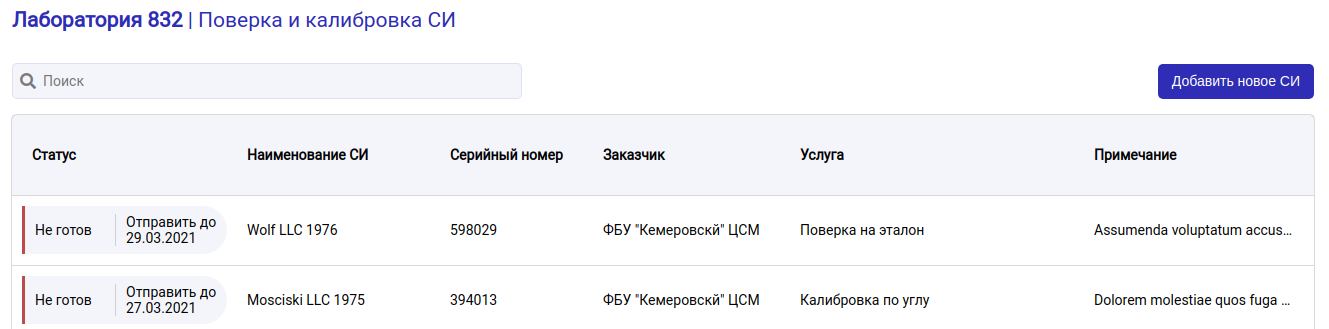 Лаборатория 832 | Поверка и калибровка СИ
Поиск
Добавить новое СИ
Статус Наименование СИ Серийный номер Заказчик Услуга Примечание
Не готов Отправить до 29.03.2021 Wolf LLC 1976 598029 ФБУ "Кемеровскй" ЦСМ Поверка на эталон Assumenda voluptatum accus...
Не готов Отправить до 27.03.2021 Mosciski LLC 1975 394013 ФБУ "Кемеровскй" ЦСМ Калибровка по углу Dolorem molestiae quos fuga ...